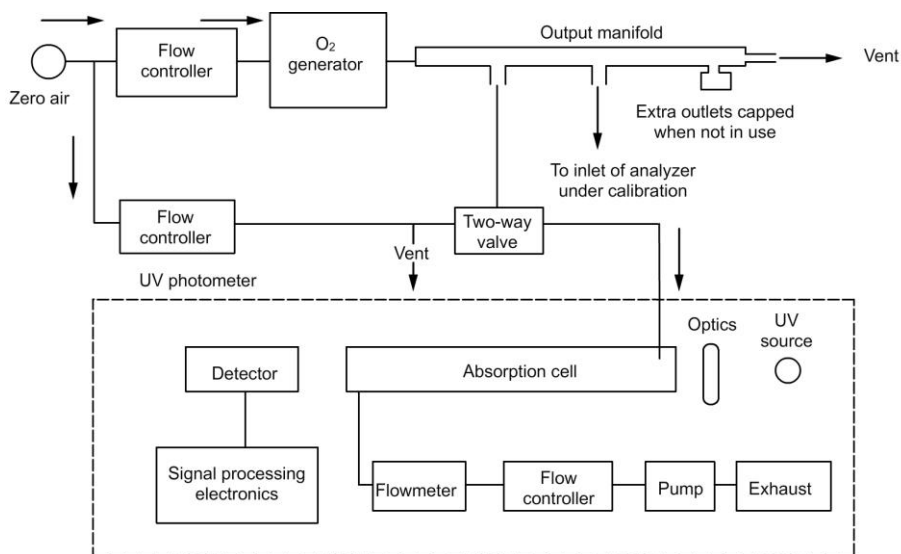 Zero air
Flow
controller
O₂
generator
Output manifold
Vent
Extra outlets capped
when not in use
To inlet of analyzer
under calibration
Flow
controller
Vent
Two-way
valve
UV photometer
Optics
UV
source
Detector
Absorption cell
Signal processing
electronics
Flowmeter
Flow
controller
Pump
Exhaust